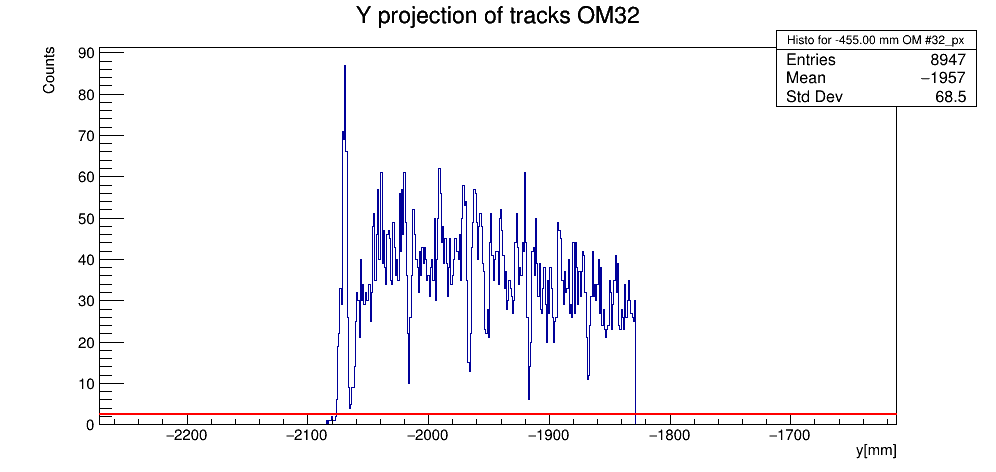 Y projection of tracks OM32
Histo for -455.00 mm OM #32_px
Entries 8947
Mean −1957
Std Dev 68.5
Counts
90
80
70
60
50
40
30
20
10
0
−2200 −2100 −2000 −1900 −1800 −1700
y[mm]